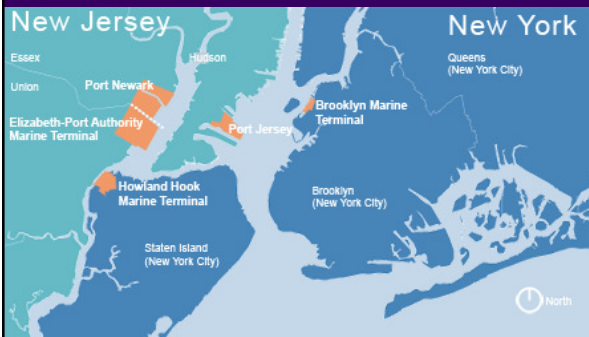 New Jersey
New York
Essex
Hudson
Queens
(New York City)
Union
Port Newark
Elizabeth-Port Authority
Marine Terminal
Port Jersey
Brooklyn Marine
Terminal
Howland Hook
Marine Terminal
Brooklyn
(New York City)
Staten Island
(New York City)
North